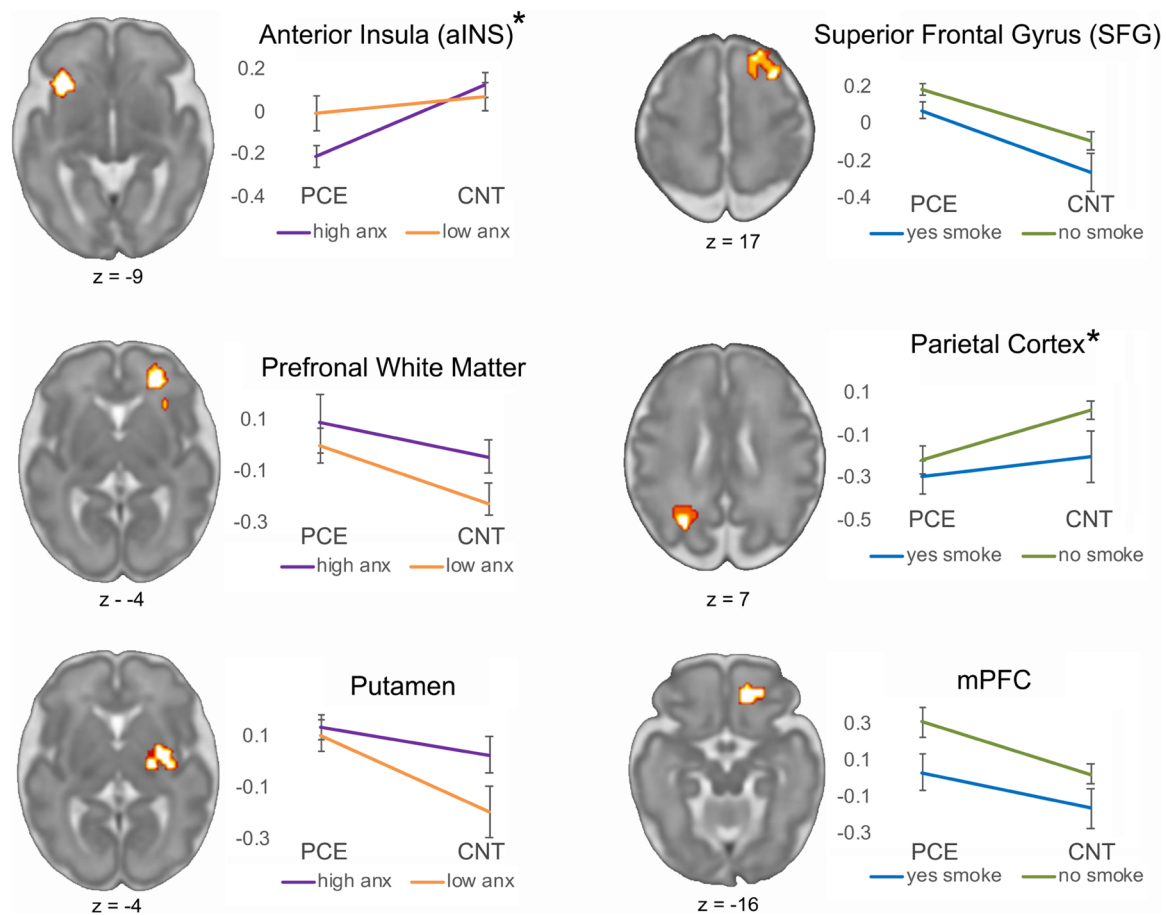 Anterior Insula (aINS)*
0.2
0
-0.2
-0.4
PCE
CNT
high anx
low anx
z = -9
Superior Frontal Gyrus (SFG)
0.2
0
-0.2
-0.4
PCE
CNT
yes smoke
no smoke
z = 17
Prefronal White Matter
0.1
-0.1
-0.3
PCE
CNT
high anx
low anx
z - -4
Parietal Cortex*
0.1
-0.1
-0.3
-0.5
PCE
CNT
yes smoke
no smoke
z = 7
Putamen
0.1
-0.1
-0.3
PCE
CNT
high anx
low anx
z = -4
mPFC
0.3
0.1
-0.1
-0.3
PCE
CNT
yes smoke
no smoke
z = -16